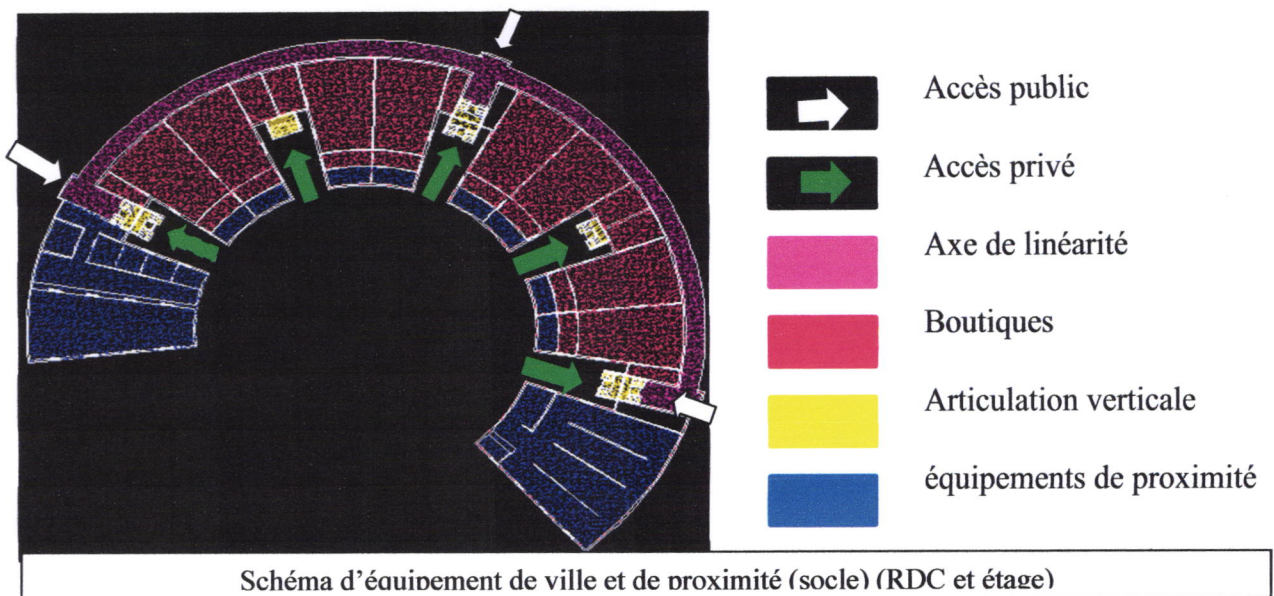 Accès public
Accès privé
Axe de linéarité
Boutiques
Articulation verticale
équipements de proximité
Schéma d'équipement de ville et de proximité (socle) (RDC et étage)